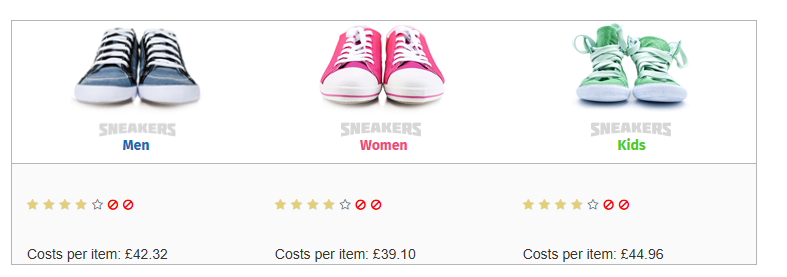 SNEAKERS SNEAKERS SNEAKERS
Men Women Kids
Costs per item: £42.32 Costs per item: £39.10 Costs per item: £44.96